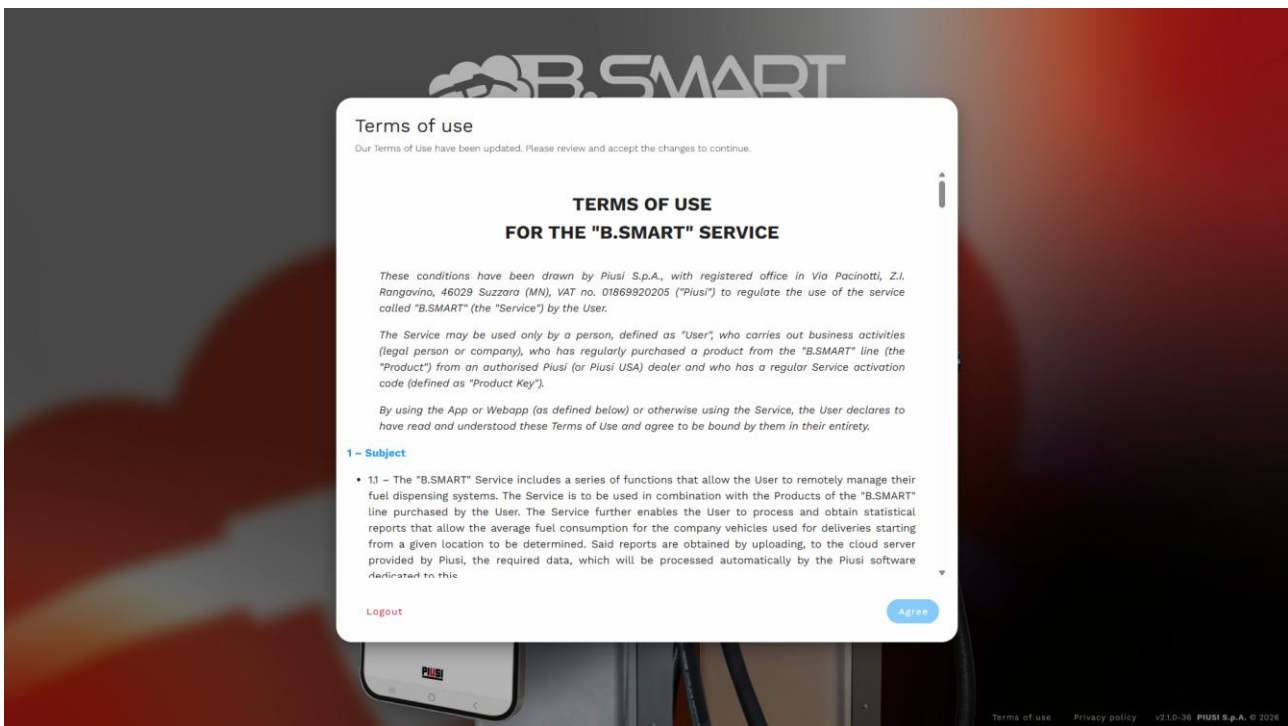 B.SMART
Terms of use
Our Terms of Use have been updated. Please review and accept the changes to continue.
TERMS OF USE
FOR THE "B.SMART" SERVICE
These conditions have been drawn by Piusi S.p.A., with registered office in Via Pacinotti, Z.I.
Rangavino, 46029 Suzzara (MN), VAT no. 01869920205 ("Piusi") to regulate the use of the service
called "B.SMART" (the "Service") by the User.
The Service may be used only by a person, defined as "User", who carries out business activities
(legal person or company), who has regularly purchased a product from the "B.SMART" line (the
"Product") from an authorised Piusi (or Piusi USA) dealer and who has a regular Service activation
code (defined as "Product Key").
By using the App or Webapp (as defined below) or otherwise using the Service, the User declares to
have read and understood these Terms of Use and agree to be bound by them in their entirety.
1 – Subject
• 1.1 – The "B.SMART" Service includes a series of functions that allow the User to remotely manage their
fuel dispensing systems. The Service is to be used in combination with the Products of the "B.SMART"
line purchased by the User. The Service further enables the User to process and obtain statistical
reports that allow the average fuel consumption for the company vehicles used for deliveries starting
from a given location to be determined. Said reports are obtained by uploading, to the cloud server
provided by Piusi, the required data, which will be processed automatically by the Piusi software
dedicated to this
Logout
Agree
PIUSI
Terms of use Privacy policy v2.1.0-36 PIUSI S.p.A. © 2026